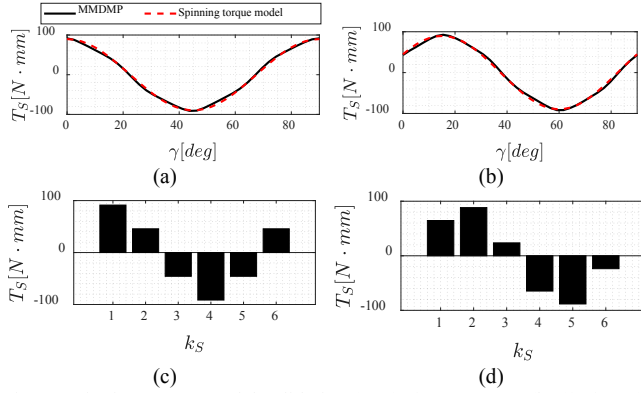 MMDMP Spinning torque model
100
0
-100
T_S[N · mm]
0 20 40 60 80
γ[deg]
(a)
100
0
-100
T_S[N · mm]
0 20 40 60 80
γ[deg]
(b)
100
0
-100
T_S[N · mm]
1 2 3 4 5 6
k_S
(c)
100
0
-100
T_S[N · mm]
1 2 3 4 5 6
k_S
(d)